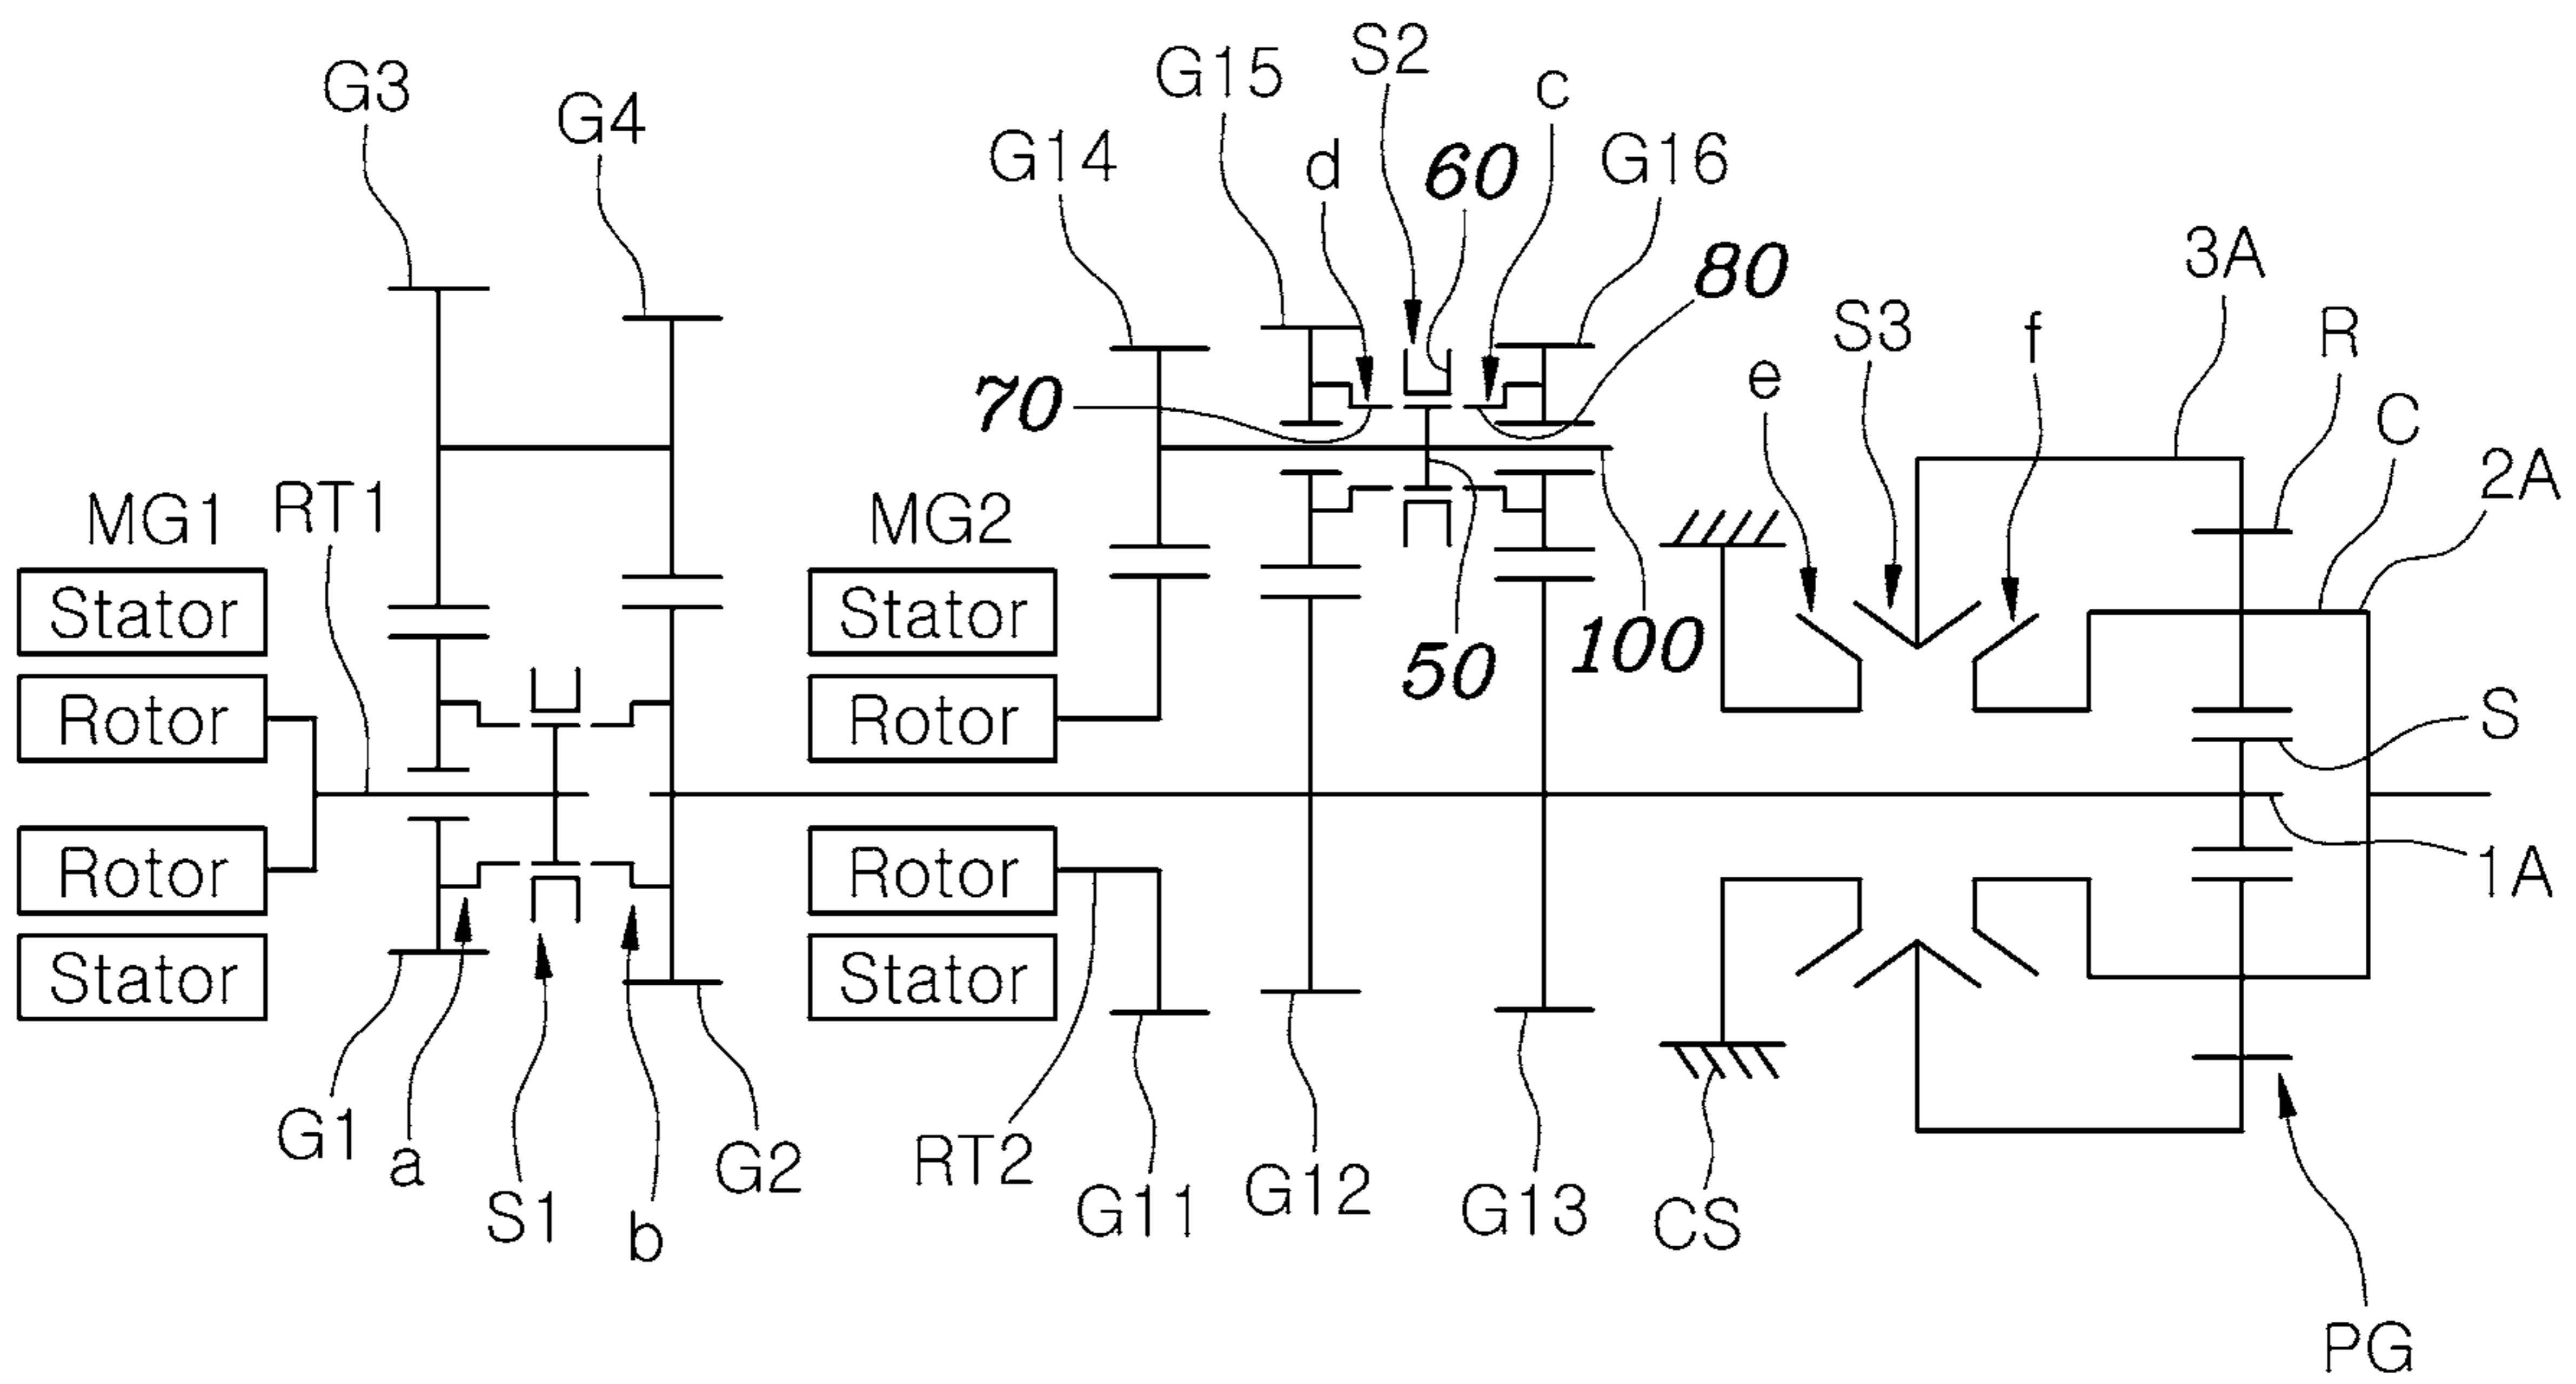 G3
G4
G14
G15
S2
c
d
60
G16
80
3A
S3
f
R
e
70
C
2A
MG1
RT1
MG2
Stator
Stator
100
50
Rotor
Rotor
S
Rotor
Rotor
1A
Stator
Stator
G1
a
S1
b
G2
RT2
G11
G12
G13
CS
PG